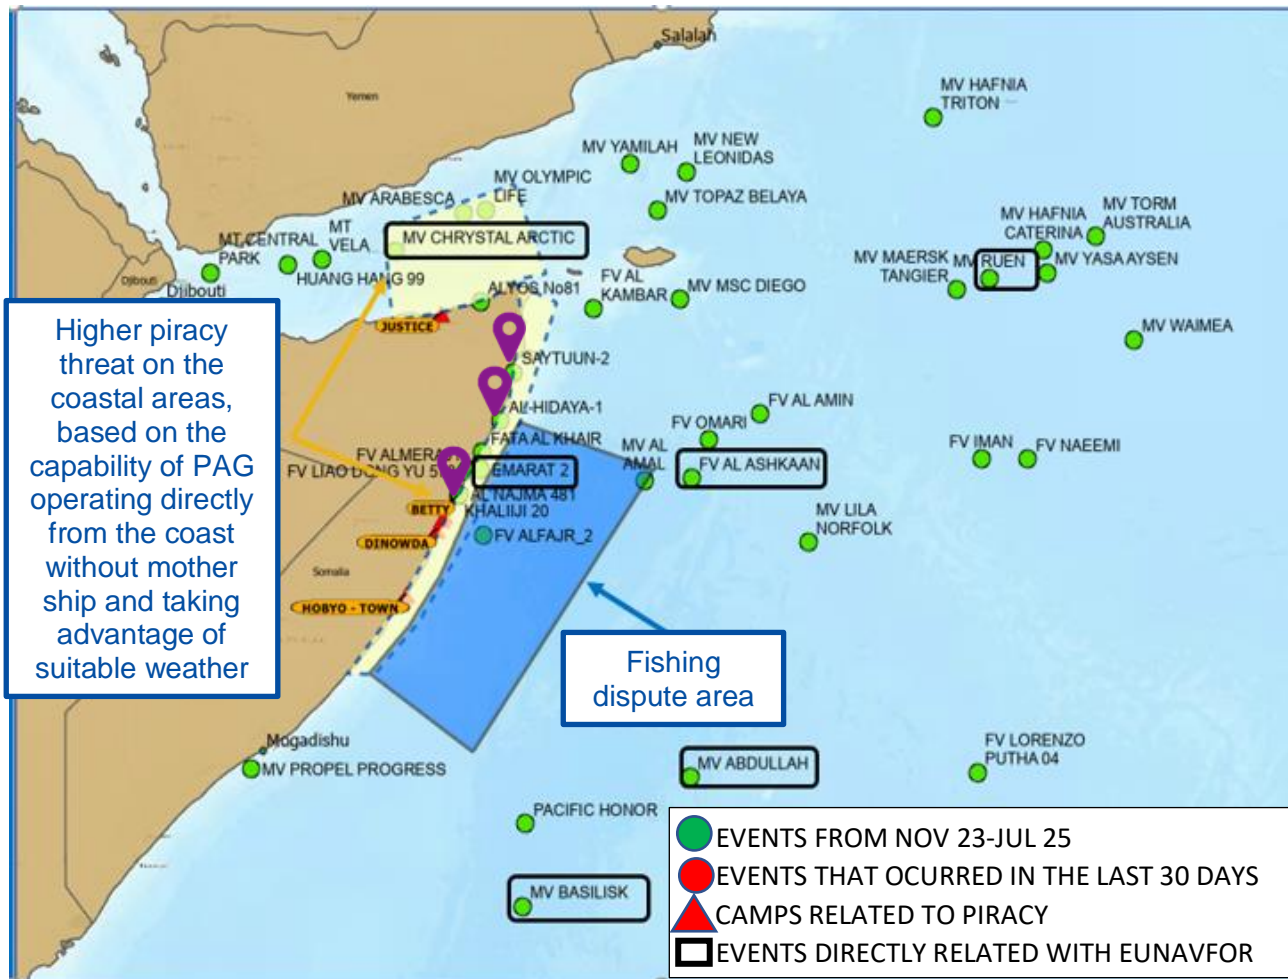 Salalah
Yemen
MV HAFNIA
TRITON
MV YAMILAH
MV NEW
LEONIDAS
MV OLYMPIC
LIFE
MV ARABESCA
MV TOPAZ BELAYA
MV CHRYSTAL ARCTIC
MT
VELA
MT CENTRAL
PARK
HUANG HANG 99
Djibouti
Djibouti
MV HAFNIA
CATERINA
MV TORM
AUSTRALIA
MV MAERSK
TANGIER
MV RUEN
MV YASA AYSEN
FV AL
KAMBAR
MV MSC DIEGO
ALYOS No81
JUSTICE
MV WAIMEA
Higher piracy
threat on the
coastal areas,
based on the
capability of PAG
operating directly
from the coast
without mother
ship and taking
advantage of
suitable weather
SAYTUUN-2
AL-HIDAYA-1
FV AL AMIN
FV OMARI
FATA AL KHAIR
FV ALMERA
FV LIAO DONG YU 5
EMARAT 2
MV AL
AMAL
FV AL ASHKAAN
FV IMAN
FV NAEEMI
AL NAJMA 481
BETTY
KHALIIJI 20
MV LILA
NORFOLK
DINOWDA
FV ALFAJR_2
Somalia
HOBYO - TOWN
Fishing
dispute area
Mogadishu
MV PROPEL PROGRESS
MV ABDULLAH
FV LORENZO
PUTHA 04
PACIFIC HONOR
MV BASILISK
EVENTS FROM NOV 23-JUL 25
EVENTS THAT OCURRED IN THE LAST 30 DAYS
CAMPS RELATED TO PIRACY
EVENTS DIRECTLY RELATED WITH EUNAVFOR